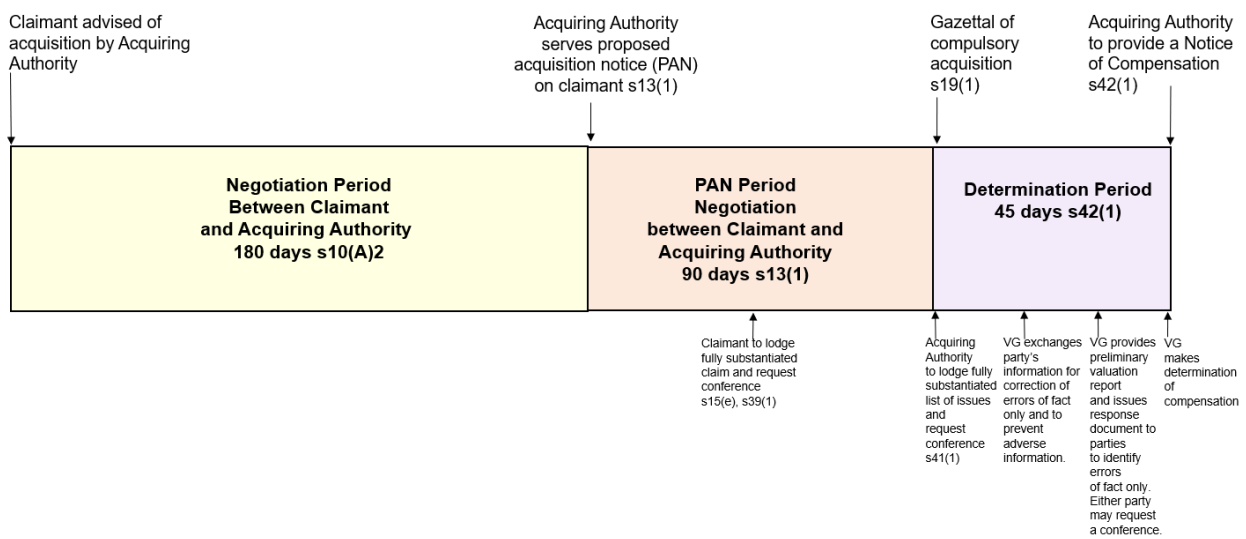 Claimant advised of
acquisition by Acquiring
Authority
Acquiring Authority
serves proposed
acquisition notice (PAN)
on claimant s13(1)
Gazettal of
compulsory
acquisition
s19(1)
Acquiring Authority
to provide a Notice
of Compensation
s42(1)
Negotiation Period
Between Claimant
and Acquiring Authority
180 days s10(A)2
PAN Period
Negotiation
between Claimant and
Acquiring Authority
90 days s13(1)
Determination Period
45 days s42(1)
Claimant to lodge
fully substantiated
claim and request
conference
s15(e), s39(1)
Acquiring
Authority
to lodge fully
substantiated
list of issues
and
request
conference
s41(1)
VG exchanges
party's
information for
correction of
errors of fact
only and to
prevent
adverse
information.
VG provides
preliminary
valuation
report
and issues
response
document to
parties
to identify
errors
of fact only.
Either party
may request
a conference.
VG
makes
determination
of
compensation